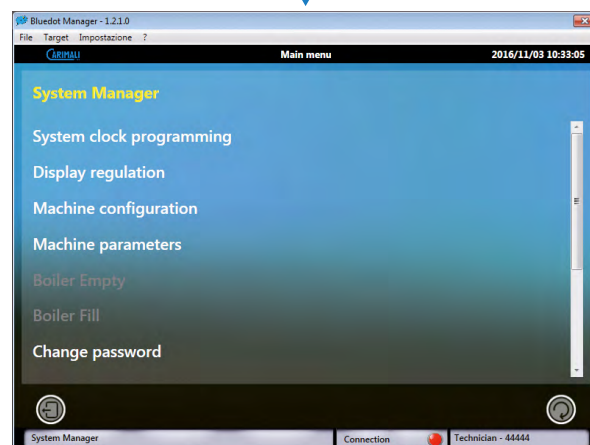 Bluedot Manager - 1.2.1.0
File Target Impostazione ?
CARIMALI Main menu 2016/11/03 10:33:05
System Manager
System clock programming
Display regulation
Machine configuration
Machine parameters
Boiler Empty
Boiler Fill
Change password
System Manager Connection Technician - 44444